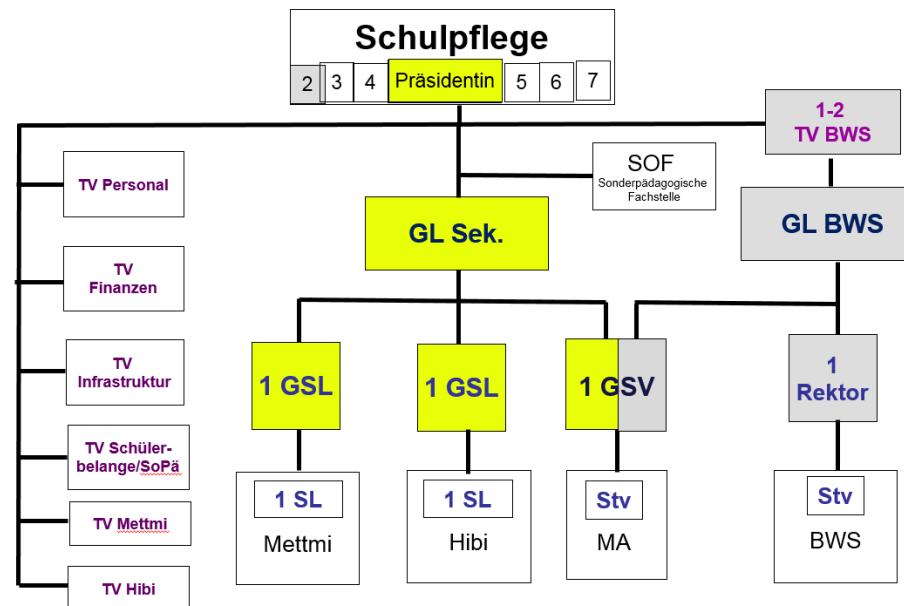 Schulpflege
2 3 4 Präsidentin 5 6 7
1-2
TV BWS
TV Personal
SOF
Sonderpädagogische
Fachstelle
GL Sek.
GL BWS
TV
Finanzen
TV
Infrastruktur
1 GSL
1 GSL
1 GSV
1
Rektor
TV Schüler-
belange/SoPä
TV Mettmi
TV Hibi
1 SL
Mettmi
1 SL
Hibi
Stv
MA
Stv
BWS